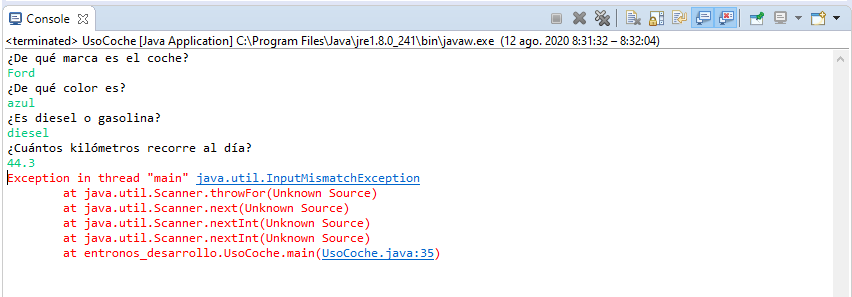 Console
<terminated> UsoCoche [Java Application] C:\Program Files\Java\jre1.8.0_241\bin\javaw.exe (12 ago. 2020 8:31:32 – 8:32:04)
¿De qué marca es el coche?
Ford
¿De qué color es?
azul
¿Es diesel o gasolina?
diesel
¿Cuántos kilómetros recorre al día?
44.3
Exception in thread "main" java.util.InputMismatchException
at java.util.Scanner.throwFor(Unknown Source)
at java.util.Scanner.next(Unknown Source)
at java.util.Scanner.nextInt(Unknown Source)
at java.util.Scanner.nextInt(Unknown Source)
at entronos_desarrollo.UsoCoche.main(UsoCoche.java:35)